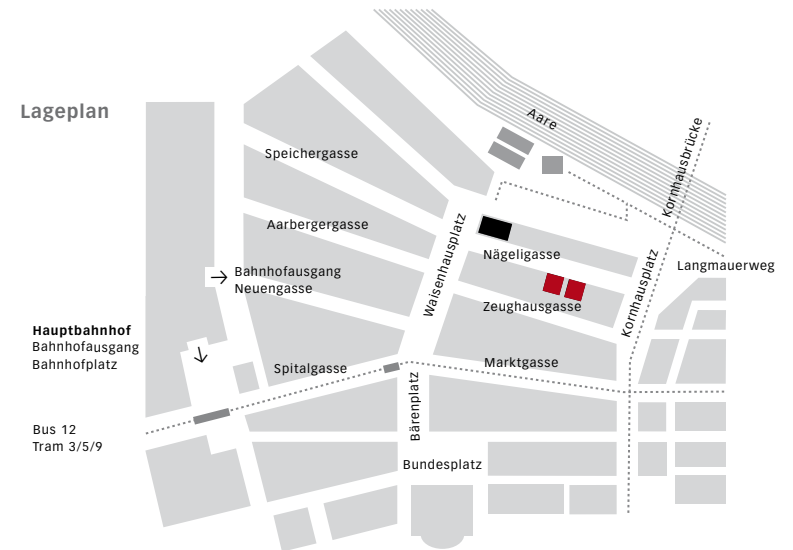 Lageplan
Aare
Kornhausbrücke
Speichergasse
Aarbergergasse
Waisenhausplatz
Nägeligasse
Kornhausplatz
Langmauerweg
Bahnhofausgang
Neuengasse
Zeughausgasse
Hauptbahnhof
Bahnhofausgang
Bahnhofplatz
Spitalgasse
Marktgasse
Bärenplatz
Bus 12
Tram 3/5/9
Bundesplatz